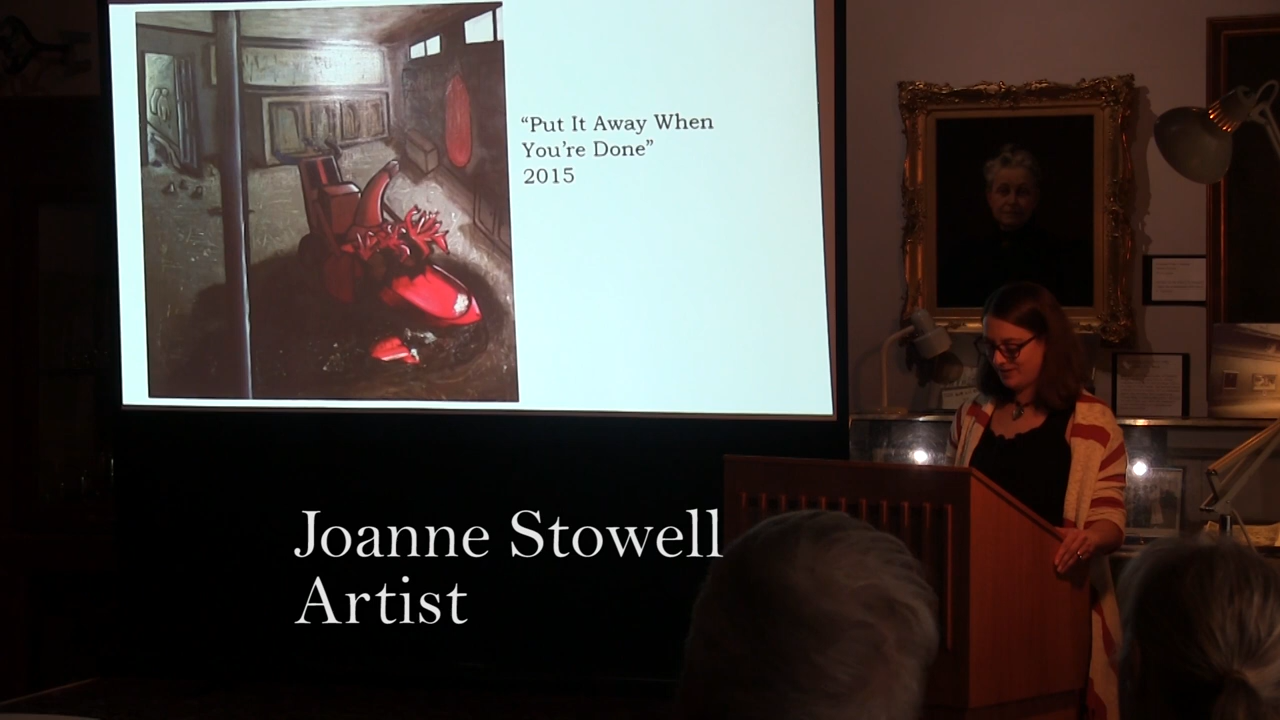 “Put It Away When
You’re Done”
2015
Joanne Stowell
Artist